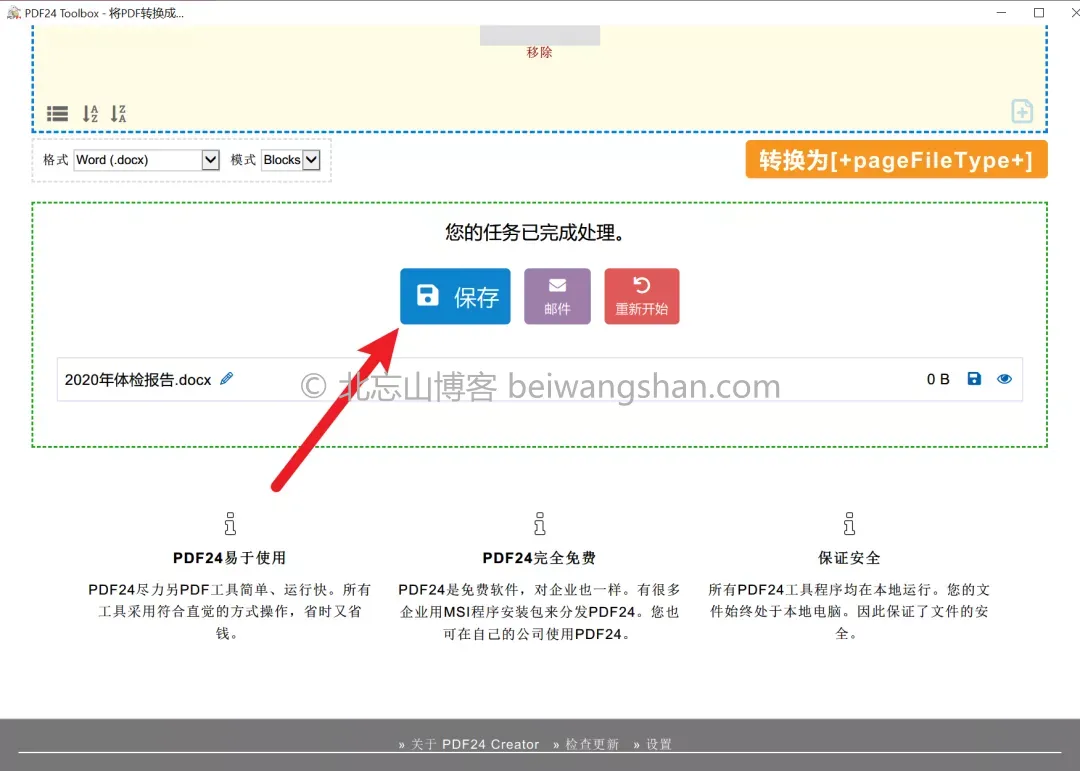 PDF24 Toolbox - 将PDF转换成...
移除
格式 Word (.docx) 模式 Blocks
转换为[+pageFileType+]
您的任务已完成处理。
保存
邮件
重新开始
2020年体检报告.docx
0 B
© 北忘山博客 beiwangshan.com
PDF24易于使用
PDF24尽力另PDF工具简单、运行快。所有
工具采用符合直觉的方式操作，省时又省
钱。
PDF24完全免费
PDF24是免费软件，对企业也一样。有很多
企业用MSI程序安装包来分发PDF24。您也
可在自己的公司使用PDF24。
保证安全
所有PDF24工具程序均在本地运行。您的文
件始终处于本地电脑。因此保证了文件的安
全。
» 关于 PDF24 Creator » 检查更新 » 设置